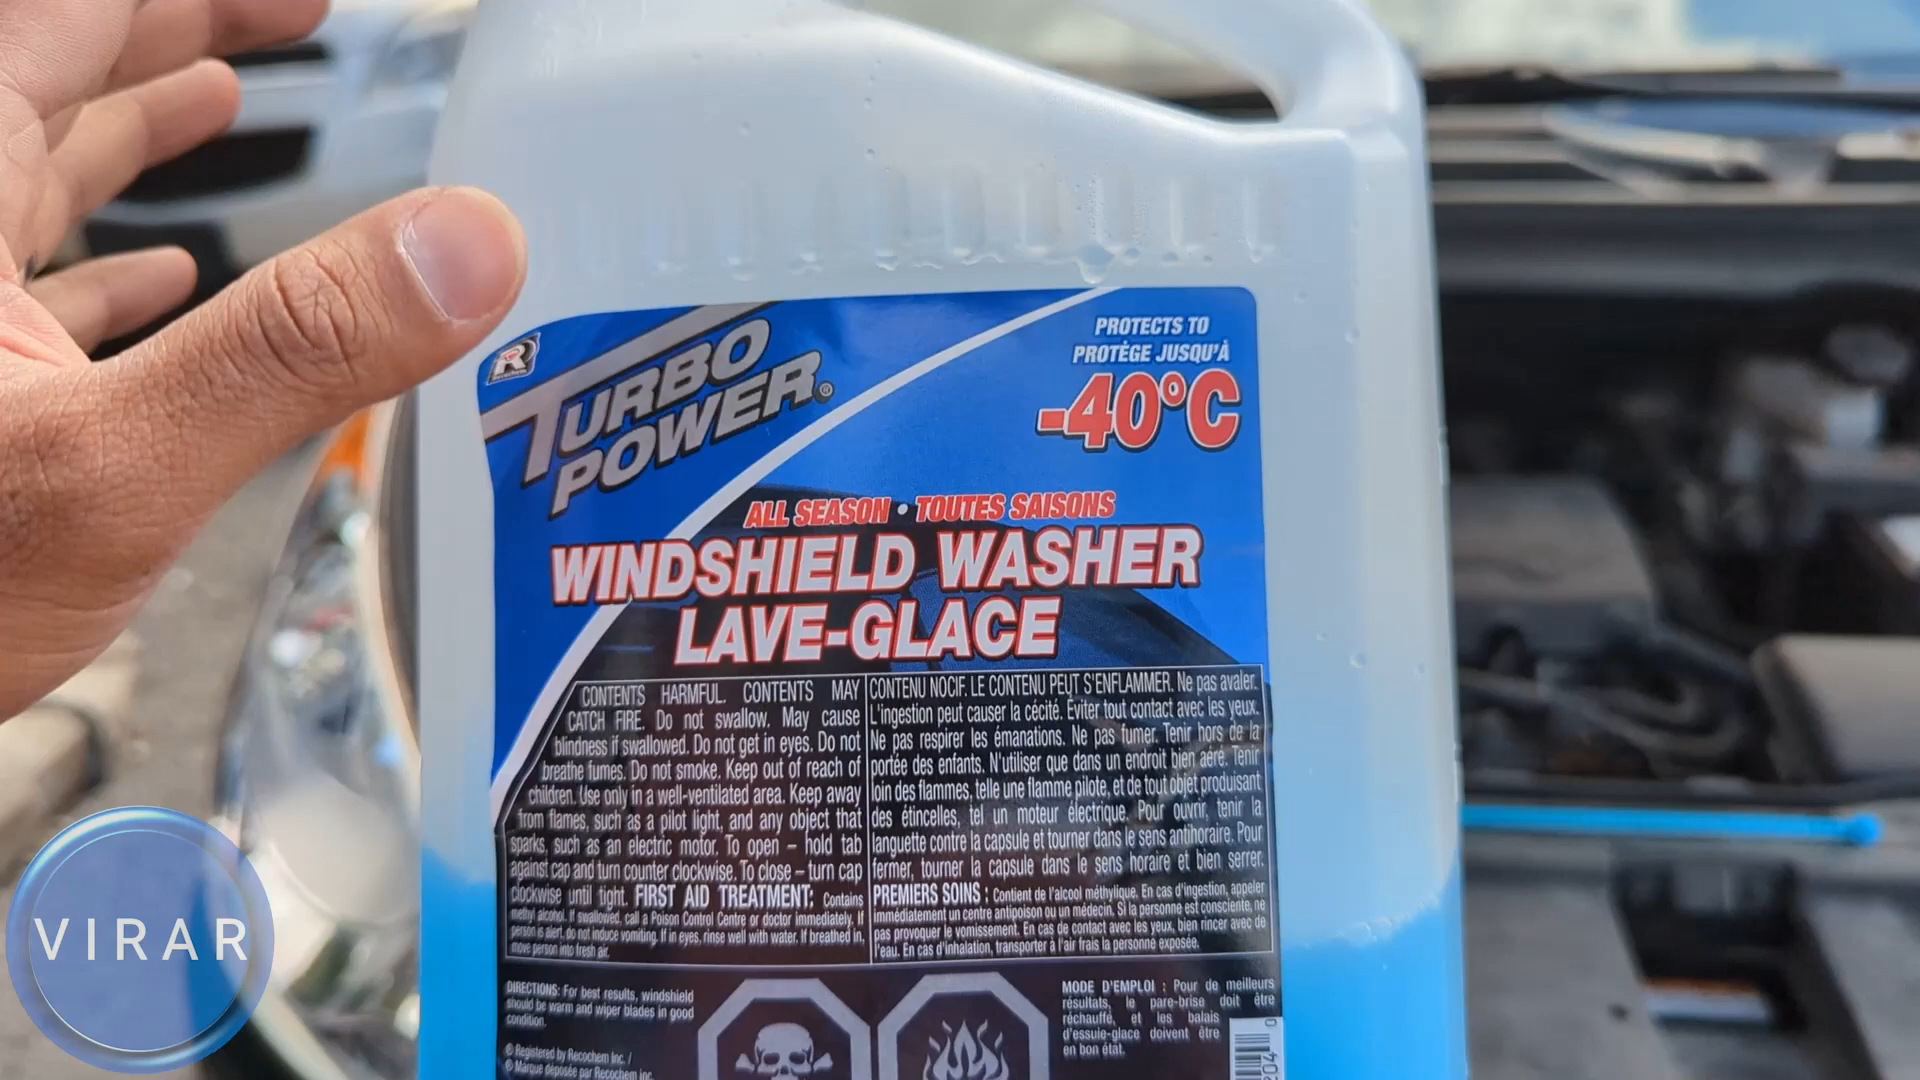 TURBO
POWER®
PROTECTS TO
PROTÈGE JUSQU'À
-40°C
ALL SEASON • TOUTES SAISONS
WINDSHIELD WASHER
LAVE-GLACE
CONTENTS HARMFUL. CONTENTS MAY
CATCH FIRE. Do not swallow. May cause
blindness if swallowed. Do not get in eyes. Do not
breathe fumes. Do not smoke. Keep out of reach of
children. Use only in a well-ventilated area. Keep away
from flames, such as a pilot light, and any object that
sparks, such as an electric motor. To open – hold tab
against cap and turn counter clockwise. To close – turn cap
clockwise until tight. FIRST AID TREATMENT: Contains
methyl alcohol. If swallowed, call a Poison Control Centre or doctor immediately. If
person is alert, do not induce vomiting. If in eyes, rinse well with water. If breathed in,
move person into fresh air.
CONTENU NOCIF. LE CONTENU PEUT S'ENFLAMMER. Ne pas avaler.
L'ingestion peut causer la cécité. Éviter tout contact avec les yeux.
Ne pas respirer les émanations. Ne pas fumer. Tenir hors de la
portée des enfants. N'utiliser que dans un endroit bien aéré. Tenir
loin des flammes, telle une flamme pilote, et de tout objet produisant
des étincelles, tel un moteur électrique. Pour ouvrir, tenir la
languette contre la capsule et tourner dans le sens antihoraire. Pour
fermer, tourner la capsule dans le sens horaire et bien serrer.
PREMIERS SOINS : Contient de l'alcool méthylique. En cas d'ingestion, appeler
immédiatement un centre antipoison ou un médecin. Si la personne est consciente, ne
pas provoquer le vomissement. En cas de contact avec les yeux, bien rincer avec de
l'eau. En cas d'inhalation, transporter à l'air frais la personne exposée.
DIRECTIONS: For best results, windshield
should be warm and wiper blades in good
condition.
® Registered by Recochem Inc. /
® Marque déposée par Recochem inc.
MODE D'EMPLOI : Pour de meilleurs
résultats, le pare-brise doit être
réchauffé, et les balais
d'essuie-glace doivent être
en bon état.
VIRAR